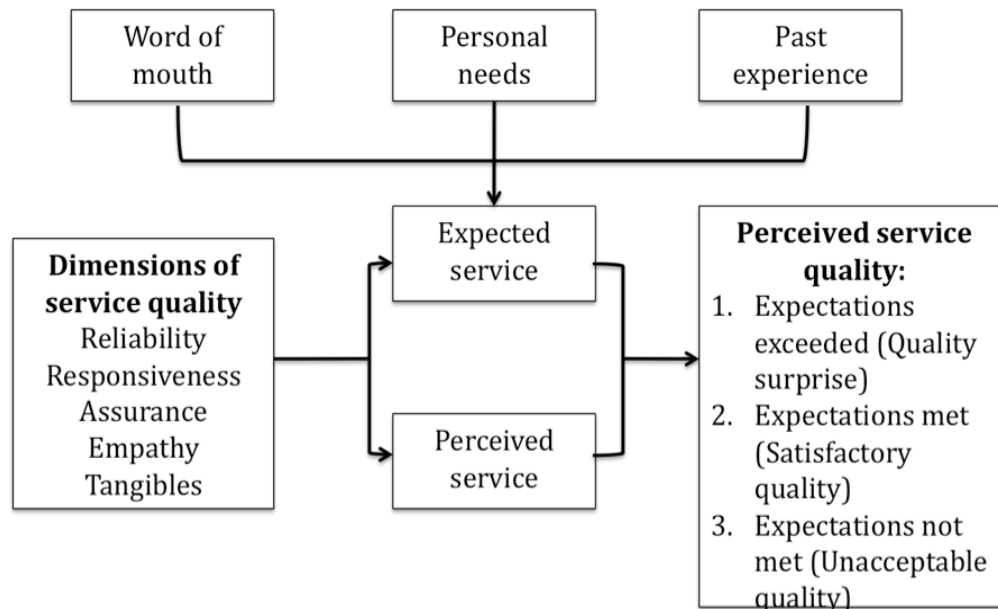 Word of
mouth
Personal
needs
Past
experience
Dimensions of
service quality
Reliability
Responsiveness
Assurance
Empathy
Tangibles
Expected
service
Perceived
service
Perceived service
quality:
1. Expectations
exceeded (Quality
surprise)
2. Expectations met
(Satisfactory
quality)
3. Expectations not
met (Unacceptable
quality)